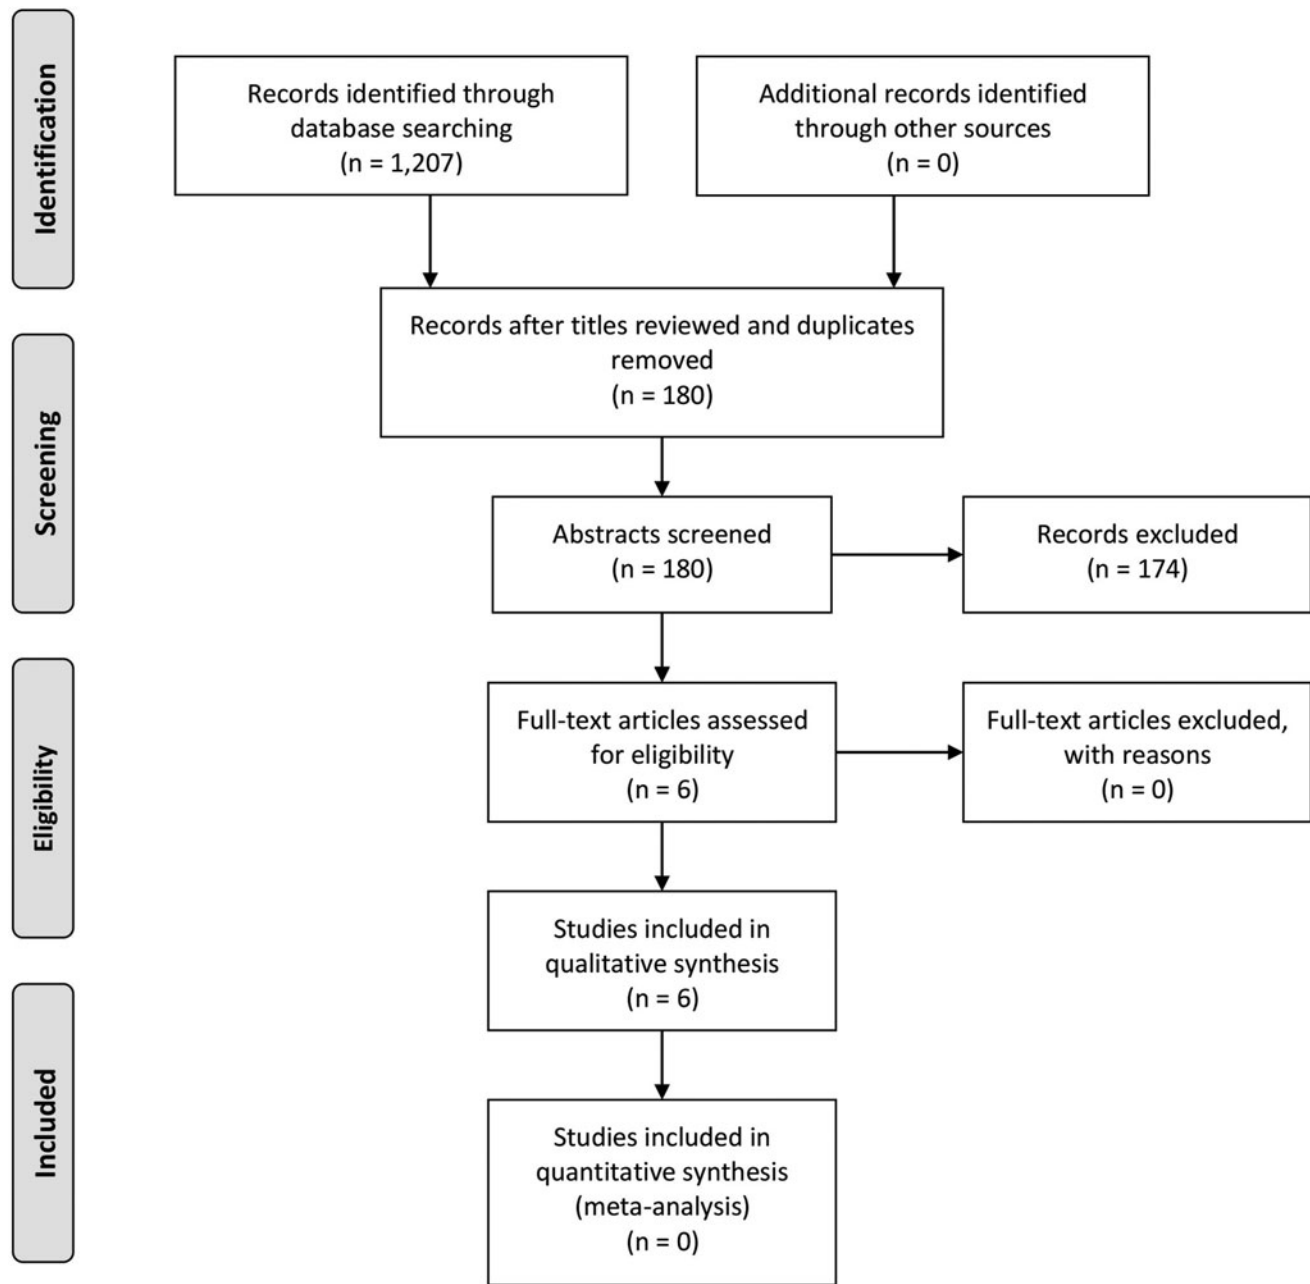 Identification
Records identified through
database searching
(n = 1,207)
Additional records identified
through other sources
(n = 0)
Records after titles reviewed and duplicates
removed
(n = 180)
Screening
Abstracts screened
(n = 180)
Records excluded
(n = 174)
Eligibility
Full-text articles assessed
for eligibility
(n = 6)
Full-text articles excluded,
with reasons
(n = 0)
Studies included in
qualitative synthesis
(n = 6)
Included
Studies included in
quantitative synthesis
(meta-analysis)
(n = 0)